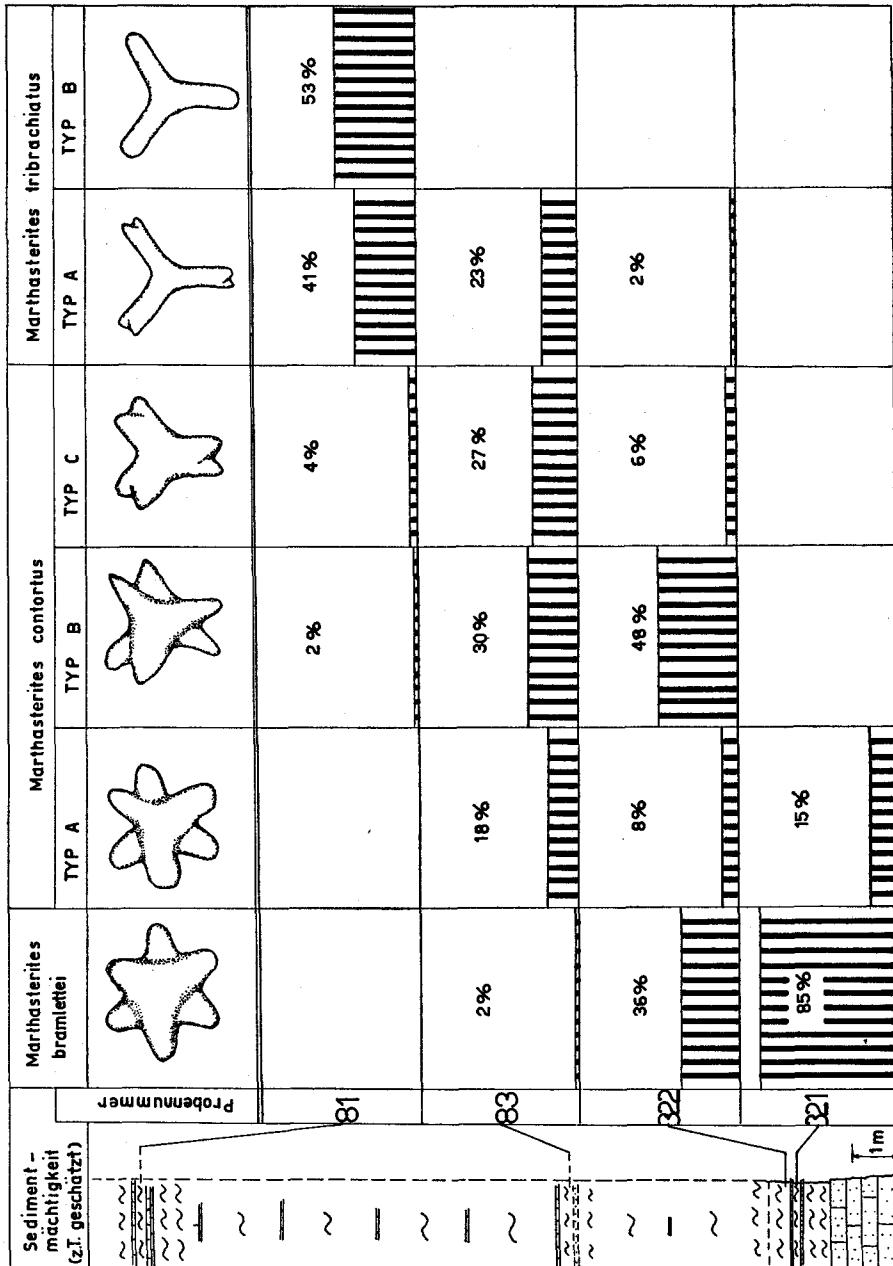 Sediment-
mächtigkeit
(z.T. geschätzt)
Probennummer
Marthasterites
bramlettei
Marthasterites contortus
Marthasterites tribrachiatus
TYP A
TYP B
TYP C
TYP A
TYP B
81
2%
4%
41%
53%
83
2%
18%
30%
27%
23%
322
36%
8%
48%
6%
2%
321
85%
15%
1m